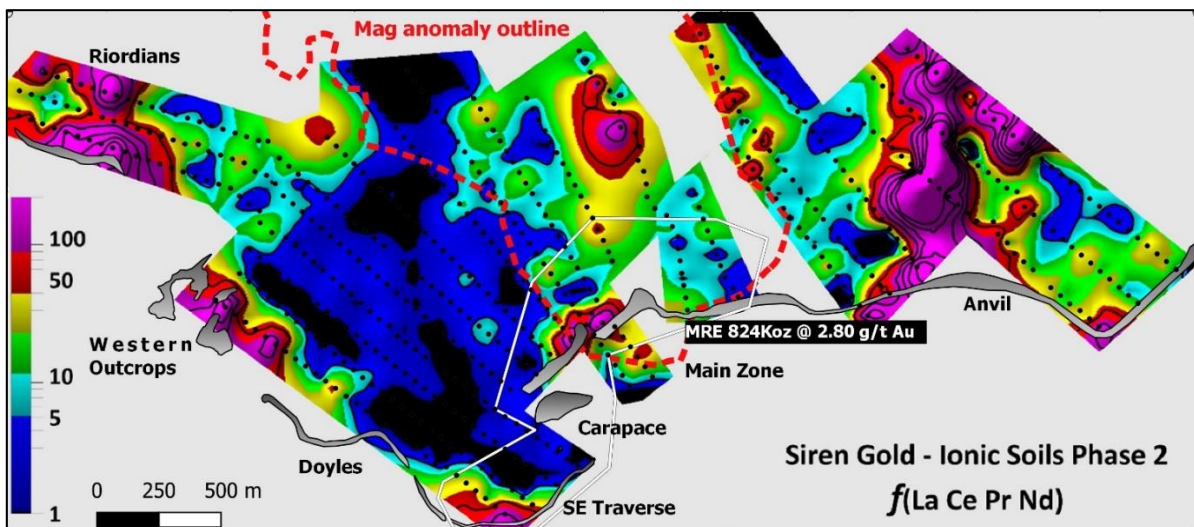 Mag anomaly outline
Riordians
100
50
10
5
1
Western
Outcrops
Anvil
MRE 824Koz @ 2.80 g/t Au
Main Zone
Carapace
Doyles
SE Traverse
0 250 500 m
Siren Gold - Ionic Soils Phase 2
f(La Ce Pr Nd)